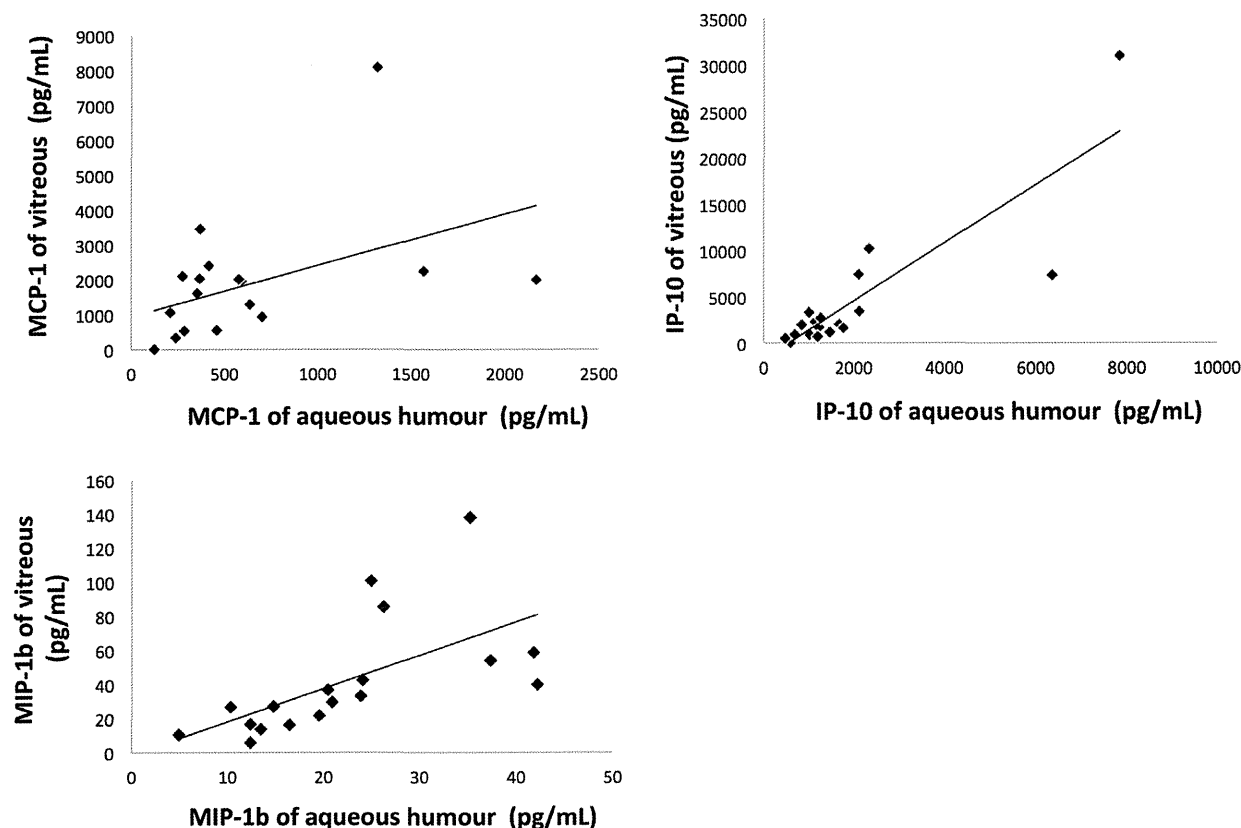 MCP-1 of vitreous (pg/mL)
9000
8000
7000
6000
5000
4000
3000
2000
1000
0
0 500 1000 1500 2000 2500
MCP-1 of aqueous humour (pg/mL)
IP-10 of vitreous (pg/mL)
35000
30000
25000
20000
15000
10000
5000
0
0 2000 4000 6000 8000 10000
IP-10 of aqueous humour (pg/mL)
MIP-1b of vitreous
(pg/mL)
160
140
120
100
80
60
40
20
0
0 10 20 30 40 50
MIP-1b of aqueous humour (pg/mL)